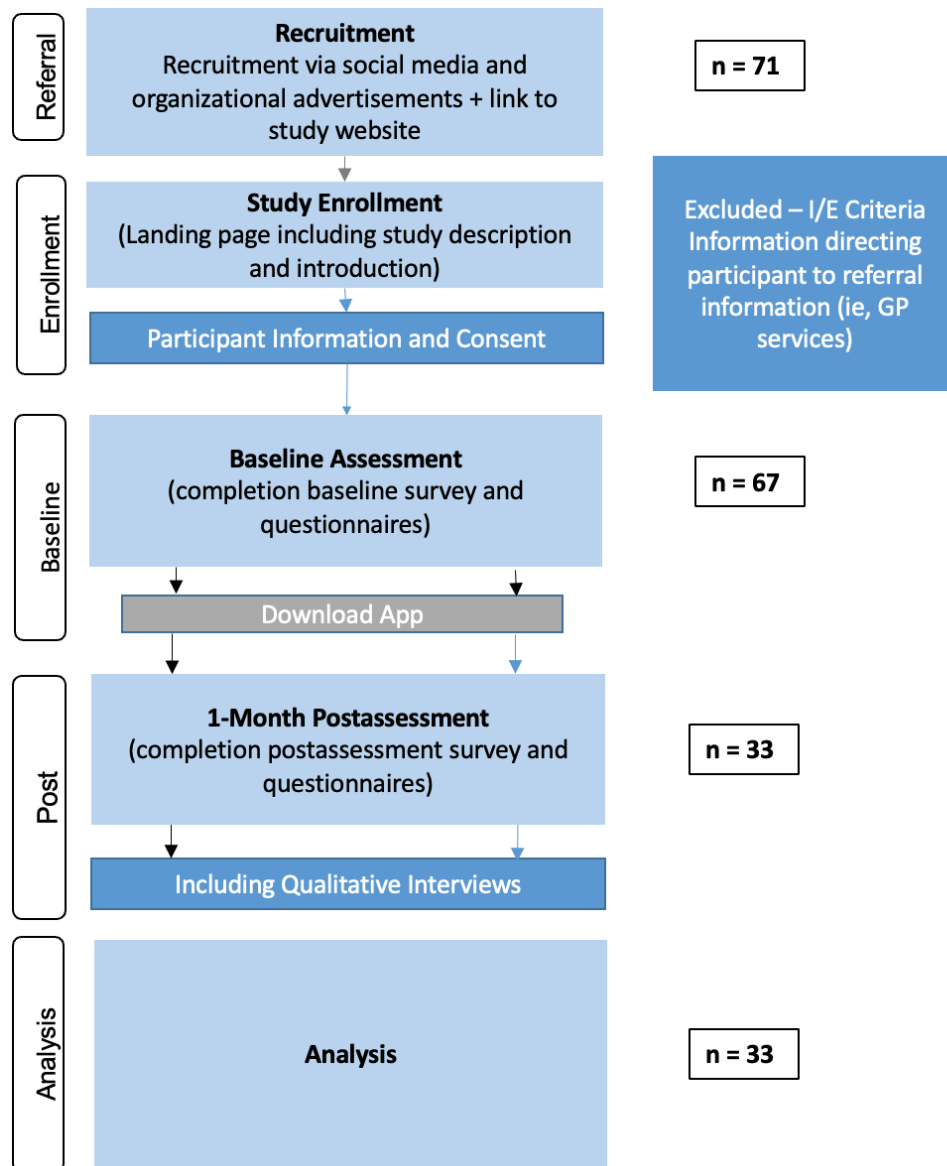 Referral
Recruitment
Recruitment via social media and
organizational advertisements + link to
study website
n = 71
Enrollment
Study Enrollment
(Landing page including study description
and introduction)
Participant Information and Consent
Excluded – I/E Criteria
Information directing
participant to referral
information (ie, GP
services)
Baseline
Baseline Assessment
(completion baseline survey and
questionnaires)
n = 67
Download App
Post
1-Month Postassessment
(completion postassessment survey and
questionnaires)
n = 33
Including Qualitative Interviews
Analysis
Analysis
n = 33